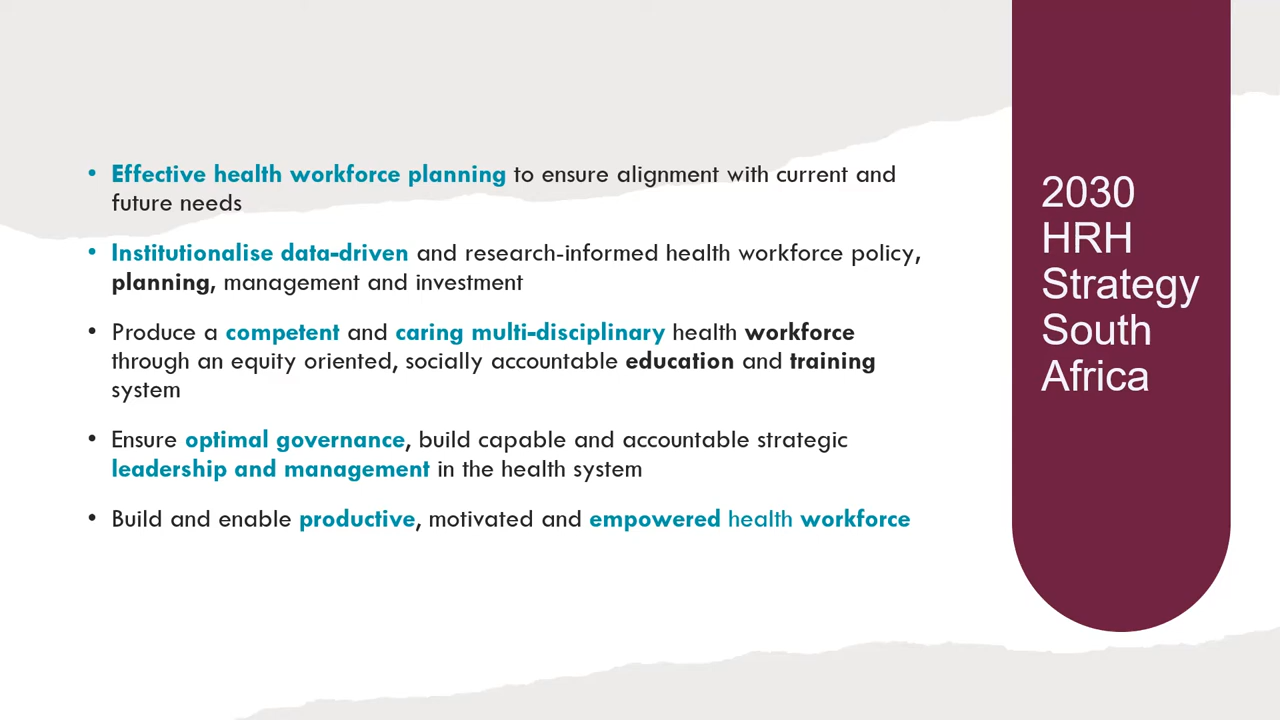 • Effective health workforce planning to ensure alignment with current and
future needs
• Institutionalise data-driven and research-informed health workforce policy,
planning, management and investment
• Produce a competent and caring multi-disciplinary health workforce
through an equity oriented, socially accountable education and training
system
• Ensure optimal governance, build capable and accountable strategic
leadership and management in the health system
• Build and enable productive, motivated and empowered health workforce
2030
HRH
Strategy
South
Africa